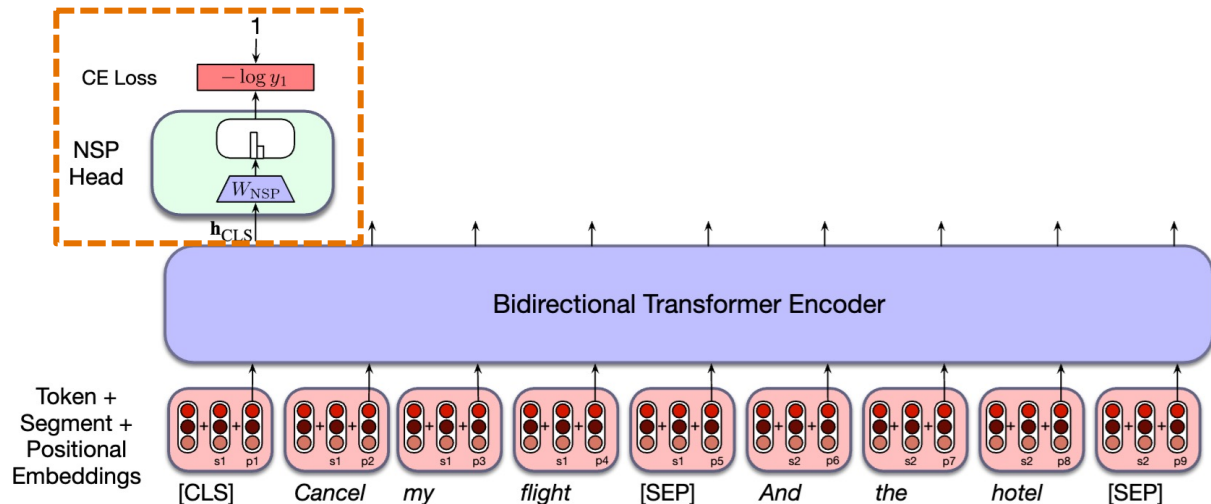 1
CE Loss
− log y₁
NSP
Head
W_NSP
h_CLS
Bidirectional Transformer Encoder
Token +
Segment +
Positional
Embeddings
+ + + + + + + + + + + + + + + + + +
s1 p1 s1 p2 s1 p3 s1 p4 s1 p5 s2 p6 s2 p7 s2 p8 s2 p9
[CLS] Cancel my flight [SEP] And the hotel [SEP]